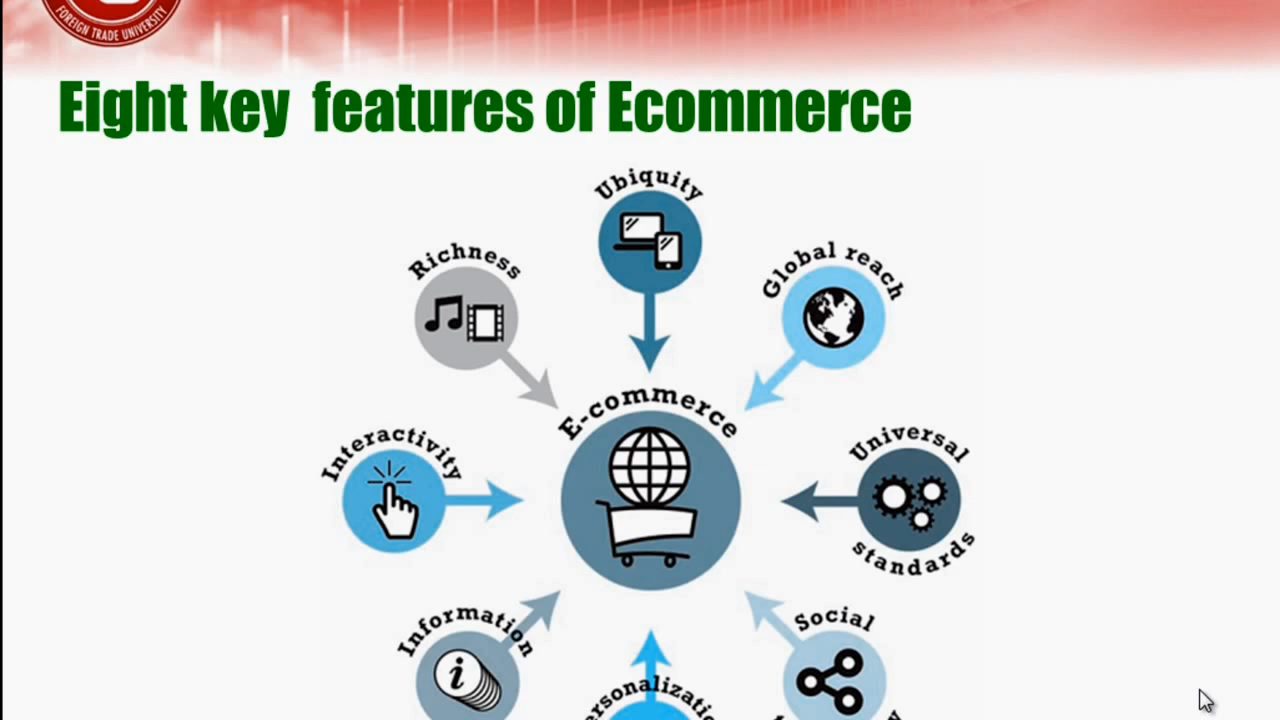 FOREIGN TRADE UNIVERSITY
Eight key features of Ecommerce
Ubiquity
Richness
Global reach
E-commerce
Interactivity
Universal
standards
Information
Social